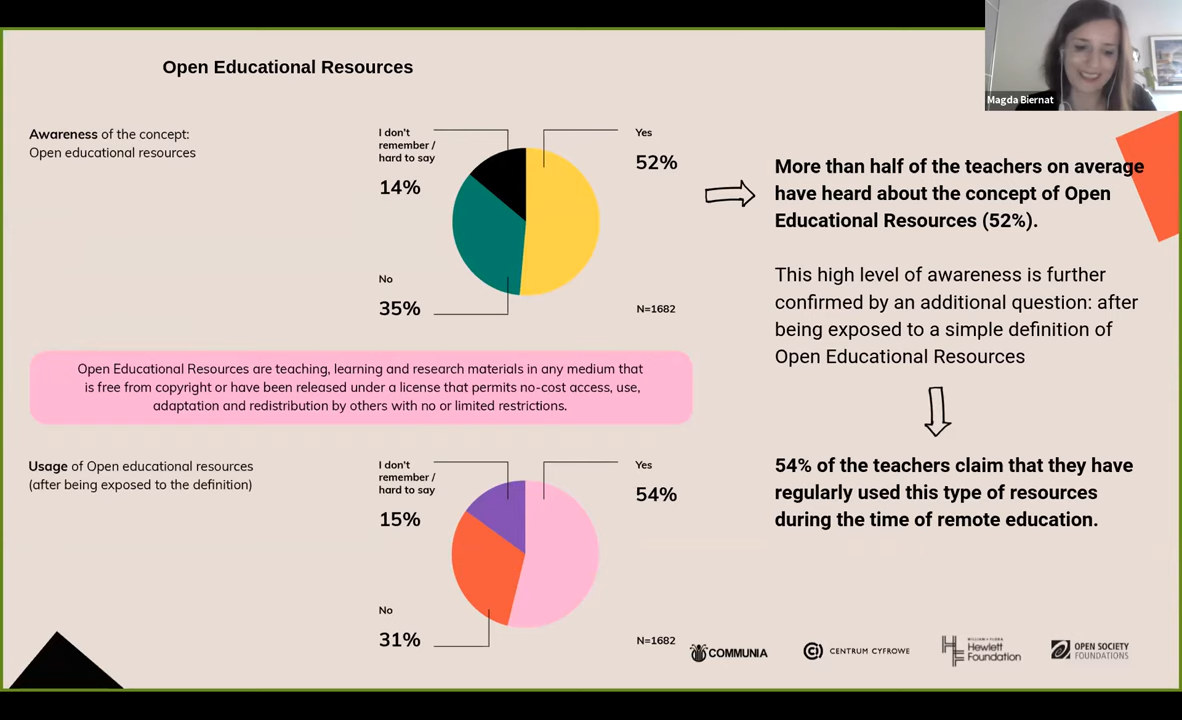 Open Educational Resources
Magda Biernat
Awareness of the concept:
Open educational resources
I don't
remember /
hard to say
14%
Yes
52%
No
35%
N=1682
More than half of the teachers on average
have heard about the concept of Open
Educational Resources (52%).
This high level of awareness is further
confirmed by an additional question: after
being exposed to a simple definition of
Open Educational Resources
Open Educational Resources are teaching, learning and research materials in any medium that
is free from copyright or have been released under a license that permits no-cost access, use,
adaptation and redistribution by others with no or limited restrictions.
Usage of Open educational resources
(after being exposed to the definition)
I don't
remember /
hard to say
15%
Yes
54%
No
31%
N=1682
54% of the teachers claim that they have
regularly used this type of resources
during the time of remote education.
COMMUNIA
CENTRUM CYFROWE
WILLIAM + FLORA
Hewlett
Foundation
OPEN SOCIETY
FOUNDATIONS